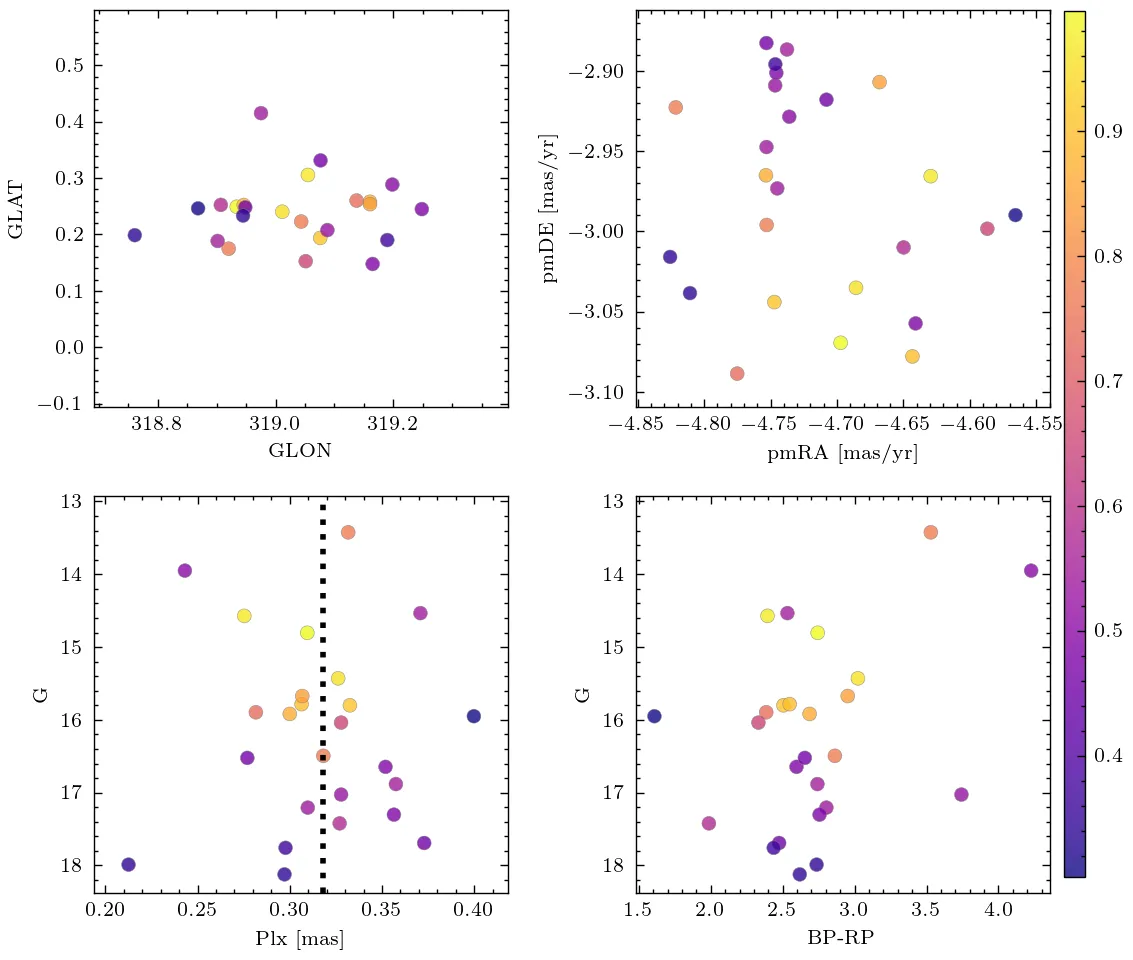 0.5
0.4
0.3
0.2
0.1
0.0
−0.1
GLAT
318.8 319.0 319.2
GLON
−2.90
−2.95
−3.00
−3.05
−3.10
pmDE [mas/yr]
−4.85 −4.80 −4.75 −4.70 −4.65 −4.60 −4.55
pmRA [mas/yr]
0.9
0.8
0.7
0.6
0.5
0.4
13
14
15
16
17
18
G
0.20 0.25 0.30 0.35 0.40
Plx [mas]
13
14
15
16
17
18
G
1.5 2.0 2.5 3.0 3.5 4.0
BP-RP